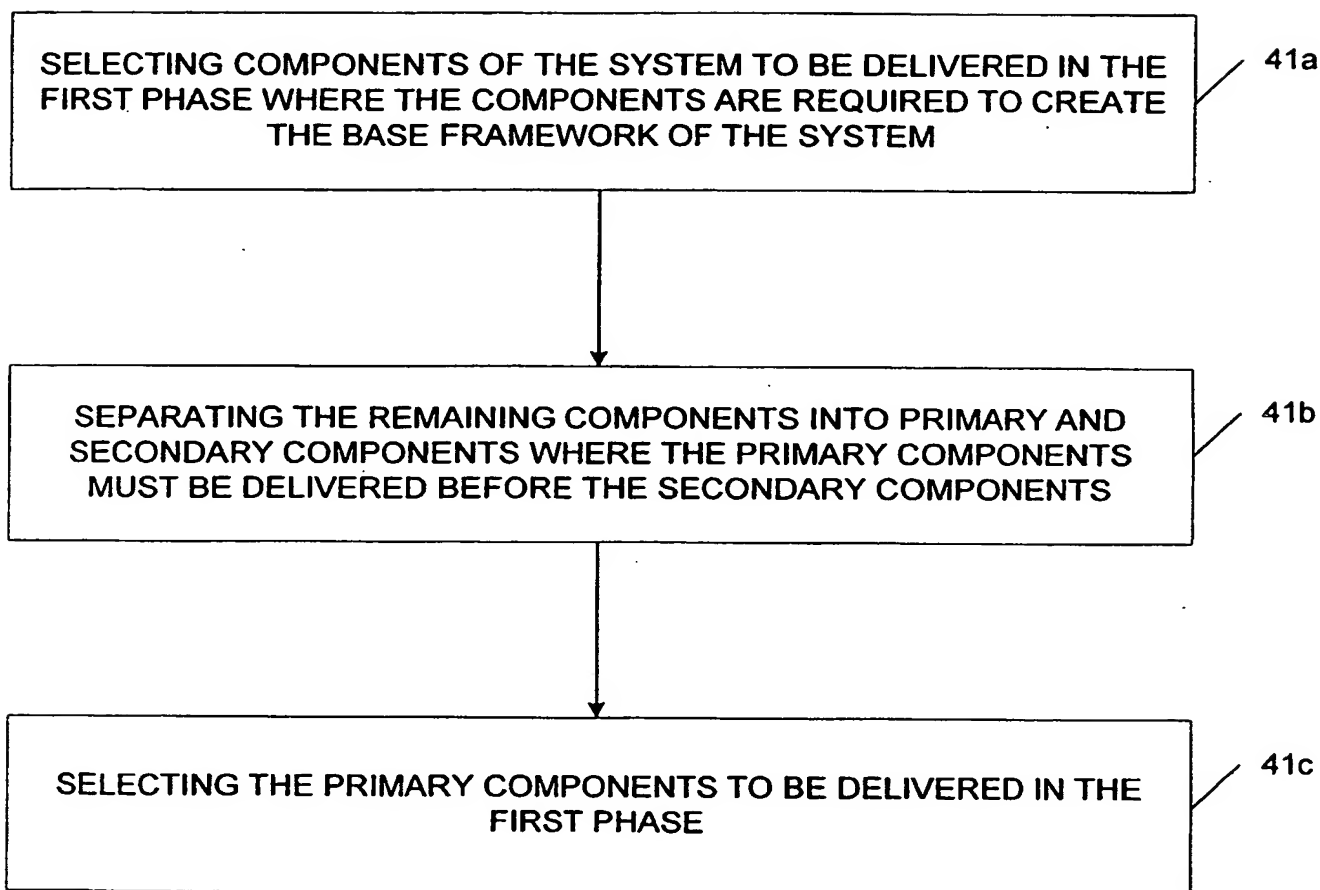 SELECTING COMPONENTS OF THE SYSTEM TO BE DELIVERED IN THE
FIRST PHASE WHERE THE COMPONENTS ARE REQUIRED TO CREATE
THE BASE FRAMEWORK OF THE SYSTEM
41a
SEPARATING THE REMAINING COMPONENTS INTO PRIMARY AND
SECONDARY COMPONENTS WHERE THE PRIMARY COMPONENTS
MUST BE DELIVERED BEFORE THE SECONDARY COMPONENTS
41b
SELECTING THE PRIMARY COMPONENTS TO BE DELIVERED IN THE
FIRST PHASE
41c